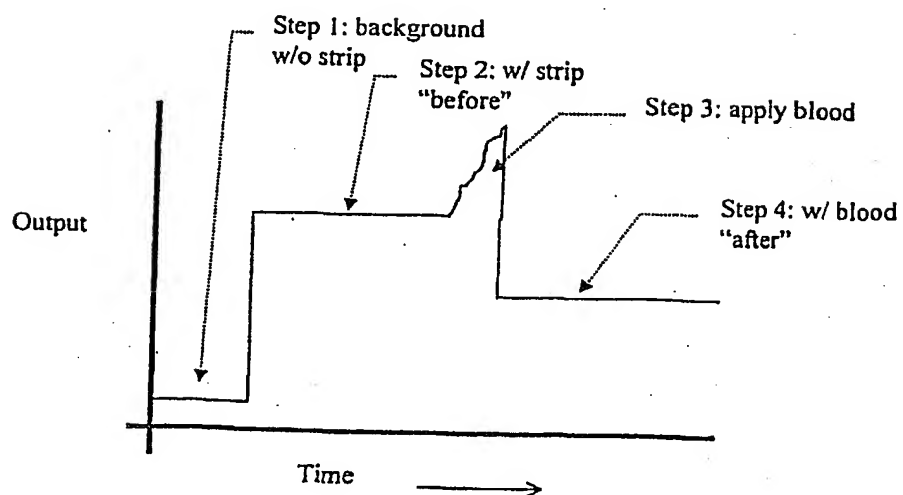 Step 1: background
w/o strip
Step 2: w/ strip
“before”
Step 3: apply blood
Output
Step 4: w/ blood
“after”
Time